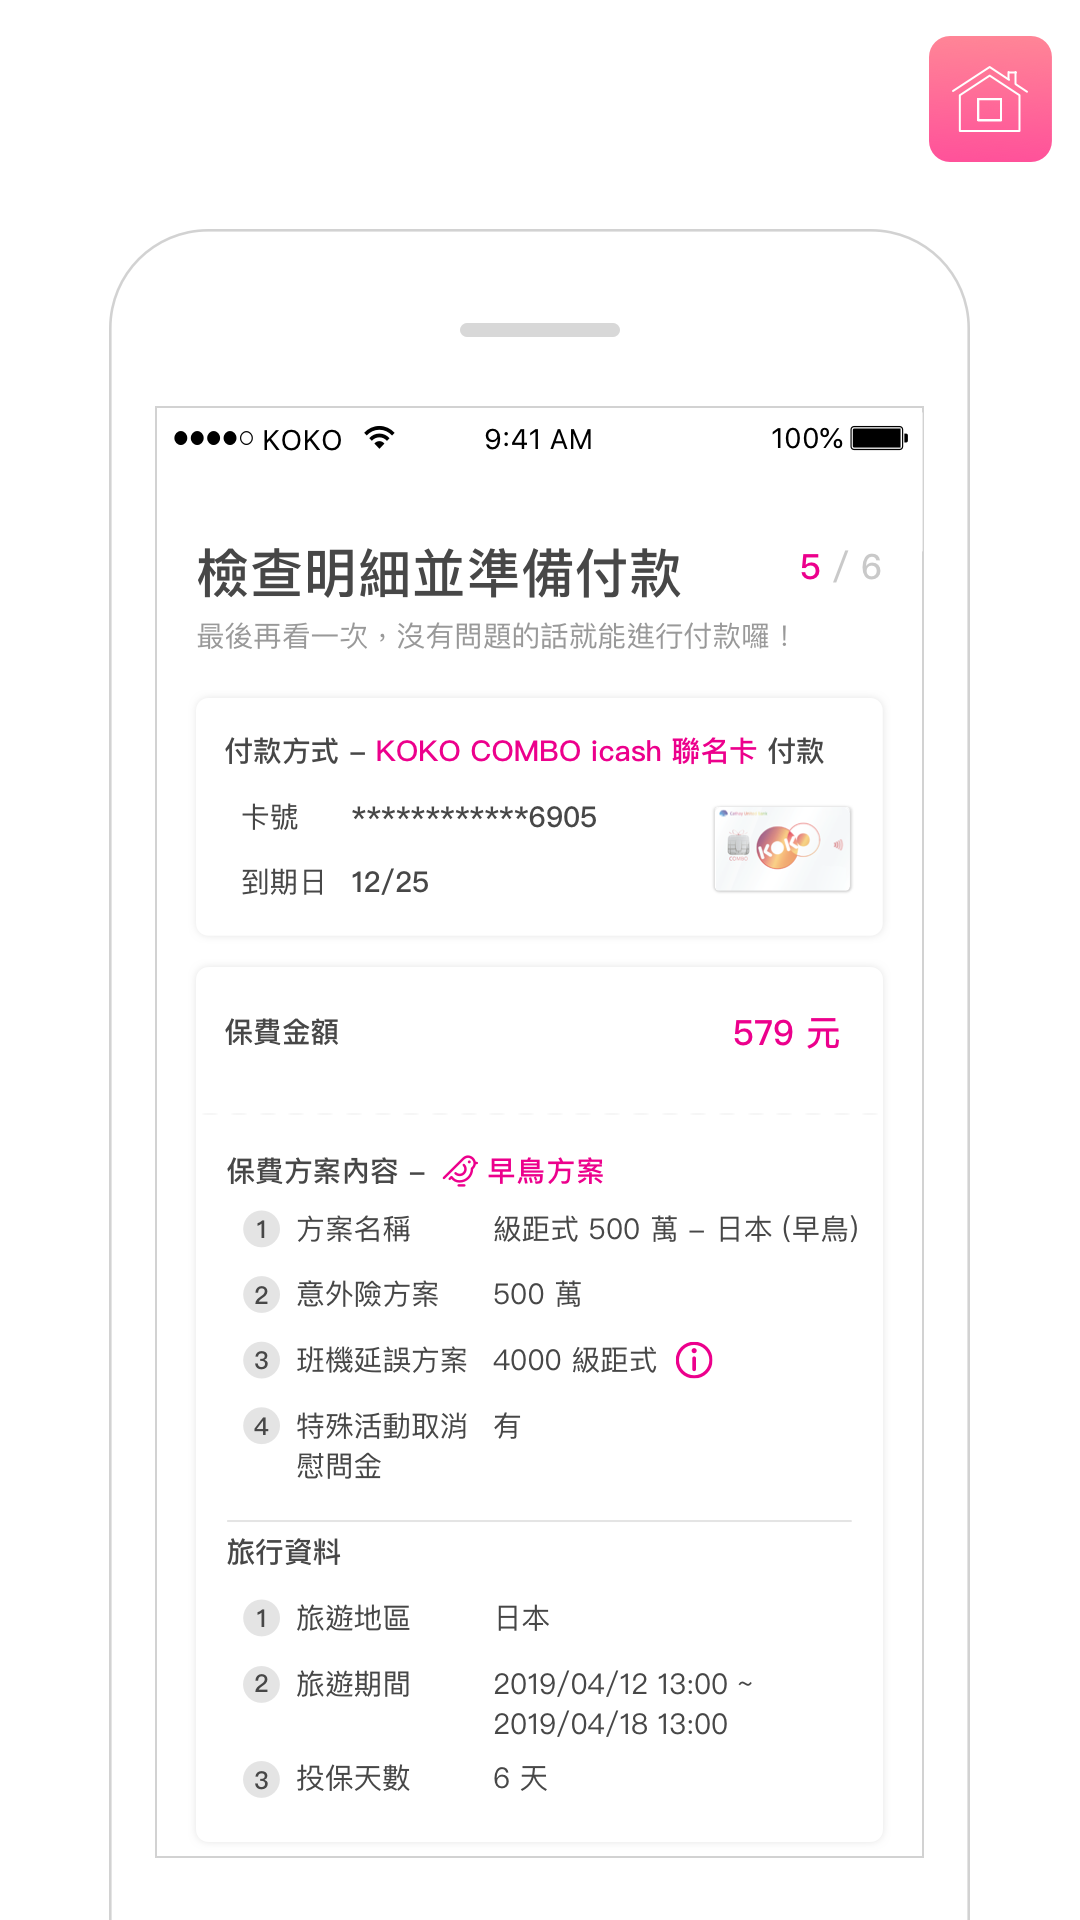 KOKO 9:41 AM 100%
檢查明細並準備付款 5 / 6
最後再看一次，沒有問題的話就能進行付款囉！
付款方式 – KOKO COMBO icash 聯名卡 付款
卡號 ************6905
到期日 12/25
KOKO
COMBO
保費金額 579 元
保費方案內容 – 早鳥方案
1 方案名稱 級距式 500 萬 – 日本 (早鳥)
2 意外險方案 500 萬
3 班機延誤方案 4000 級距式
4 特殊活動取消 有
慰問金
旅行資料
1 旅遊地區 日本
2 旅遊期間 2019/04/12 13:00 ~
2019/04/18 13:00
3 投保天數 6 天